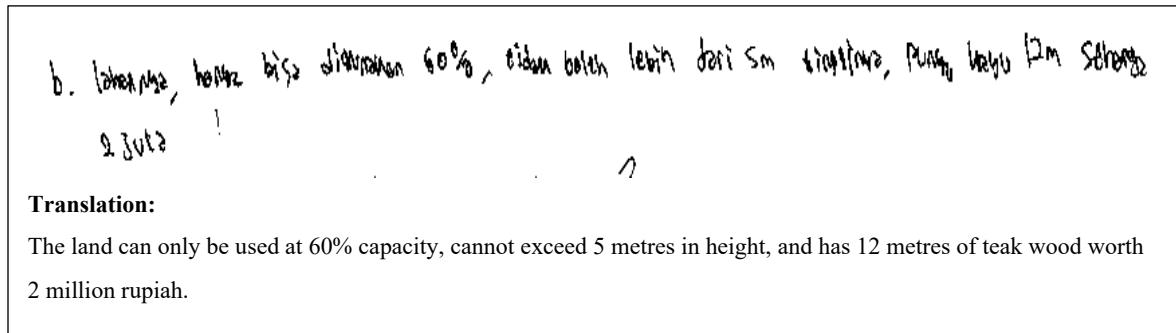 b. lahannya, hanya bisa digunakan 60%, tidak boleh lebih dari 5m tingginya, Punya kayu 12m seharga
2 Juta
Translation:
The land can only be used at 60% capacity, cannot exceed 5 metres in height, and has 12 metres of teak wood worth
2 million rupiah.